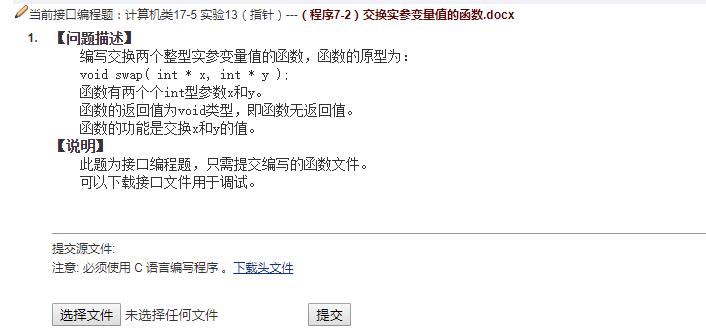 当前接口编程题：计算机类17-5 实验13（指针）---（程序7-2）交换实参变量值的函数.docx
1. 【问题描述】
编写交换两个整型实参变量值的函数，函数的原型为：
void swap( int * x, int * y );
函数有两个个int型参数x和y。
函数的返回值为void类型，即函数无返回值。
函数的功能是交换x和y的值。
【说明】
此题为接口编程题，只需提交编写的函数文件。
可以下载接口文件用于调试。
提交源文件:
注意: 必须使用 C 语言编写程序 。下载头文件
选择文件 未选择任何文件 提交